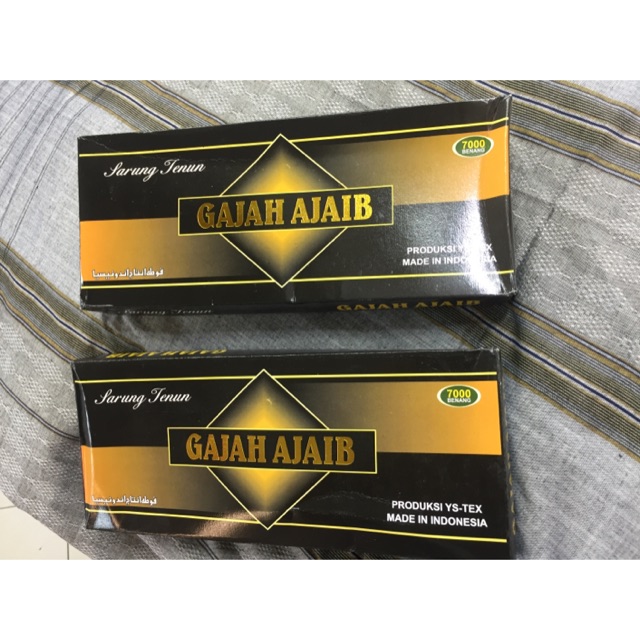 Sarung Tenun
7000
BENANG
GAJAH AJAIB
PRODUKSI YS-TEX
MADE IN INDONESIA
GAJAH AJAIB
Sarung Tenun
7000
BENANG
GAJAH AJAIB
PRODUKSI YS-TEX
MADE IN INDONESIA